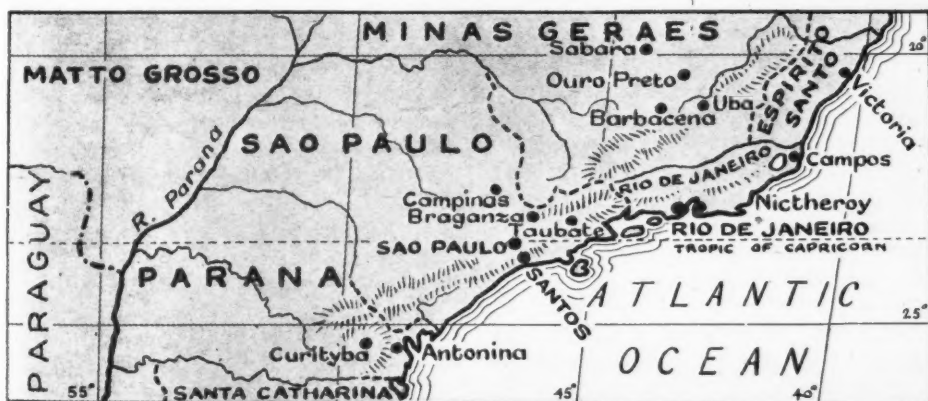 MINAS GERAES
Sabara
20°
MATTO GROSSO
Ouro Preto
ESPIRITO SANTO
Uba
Barbacena
Victoria
R. Parana
SAO PAULO
RIO DE JANEIRO
Campos
PARAGUAY
Campinas
Braganza
Taubate
Nictheroy
SAO PAULO
RIO DE JANEIRO
TROPIC OF CAPRICORN
PARANA
SANTOS
ATLANTIC
OCEAN
25°
Curityba
Antonina
SANTA CATHARINA
55°
45°
40°